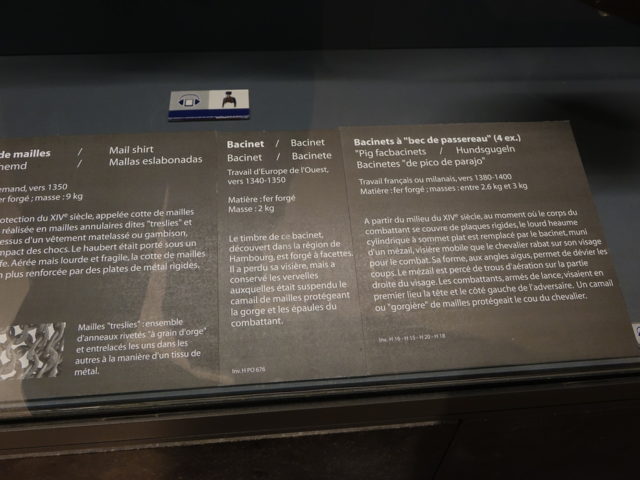 de mailles / Mail shirt
hemd / Mallas eslabonadas
emand, vers 1350
fer forgé ; masse : 9 kg
otection du XIVe siècle, appelée cotte de mailles
réalisée en mailles annulaires dites "treslies" et
essus d'un vêtement matelassé ou gambison,
mpact des chocs. Le haubert était porté sous un
fe. Aérée mais lourde et fragile, la cotte de mailles
n plus renforcée par des plates de métal rigides.
Mailles "treslies" : ensemble
d'anneaux rivetés "à grain d'orge"
et entrelacés les uns dans les
autres à la manière d'un tissu de
métal.
Bacinet / Bacinet
Bacinet / Bacinete
Travail d'Europe de l'Ouest,
vers 1340-1350
Matière : fer forgé
Masse : 2 kg
Le timbre de ce bacinet,
découvert dans la région de
Hambourg, est forgé à facettes.
Il a perdu sa visière, mais a
conservé les vervelles
auxquelles était suspendu le
camail de mailles protégeant
la gorge et les épaules du
combattant.
Inv. H PO 676
Bacinets à "bec de passereau" (4 ex.)
"Pig facbacinets / Hundsgugeln
Bacinetes "de pico de parajo"
Travail français ou milanais, vers 1380-1400
Matière : fer forgé ; masses : entre 2.6 kg et 3 kg
A partir du milieu du XIVe siècle, au moment où le corps du
combattant se couvre de plaques rigides, le lourd heaume
cylindrique à sommet plat est remplacé par le bacinet, muni
d'un mézail, visière mobile que le chevalier rabat sur son visage
pour le combat. Sa forme, aux angles aigus, permet de dévier les
coups. Le mézail est percé de trous d'aération sur la partie
droite du visage. Les combattants, armés de lance, visaient en
premier lieu la tête et le côté gauche de l'adversaire. Un camail
ou "gorgière" de mailles protégeait le cou du chevalier.
Inv. H 16 - H 15 - H 20 - H 18